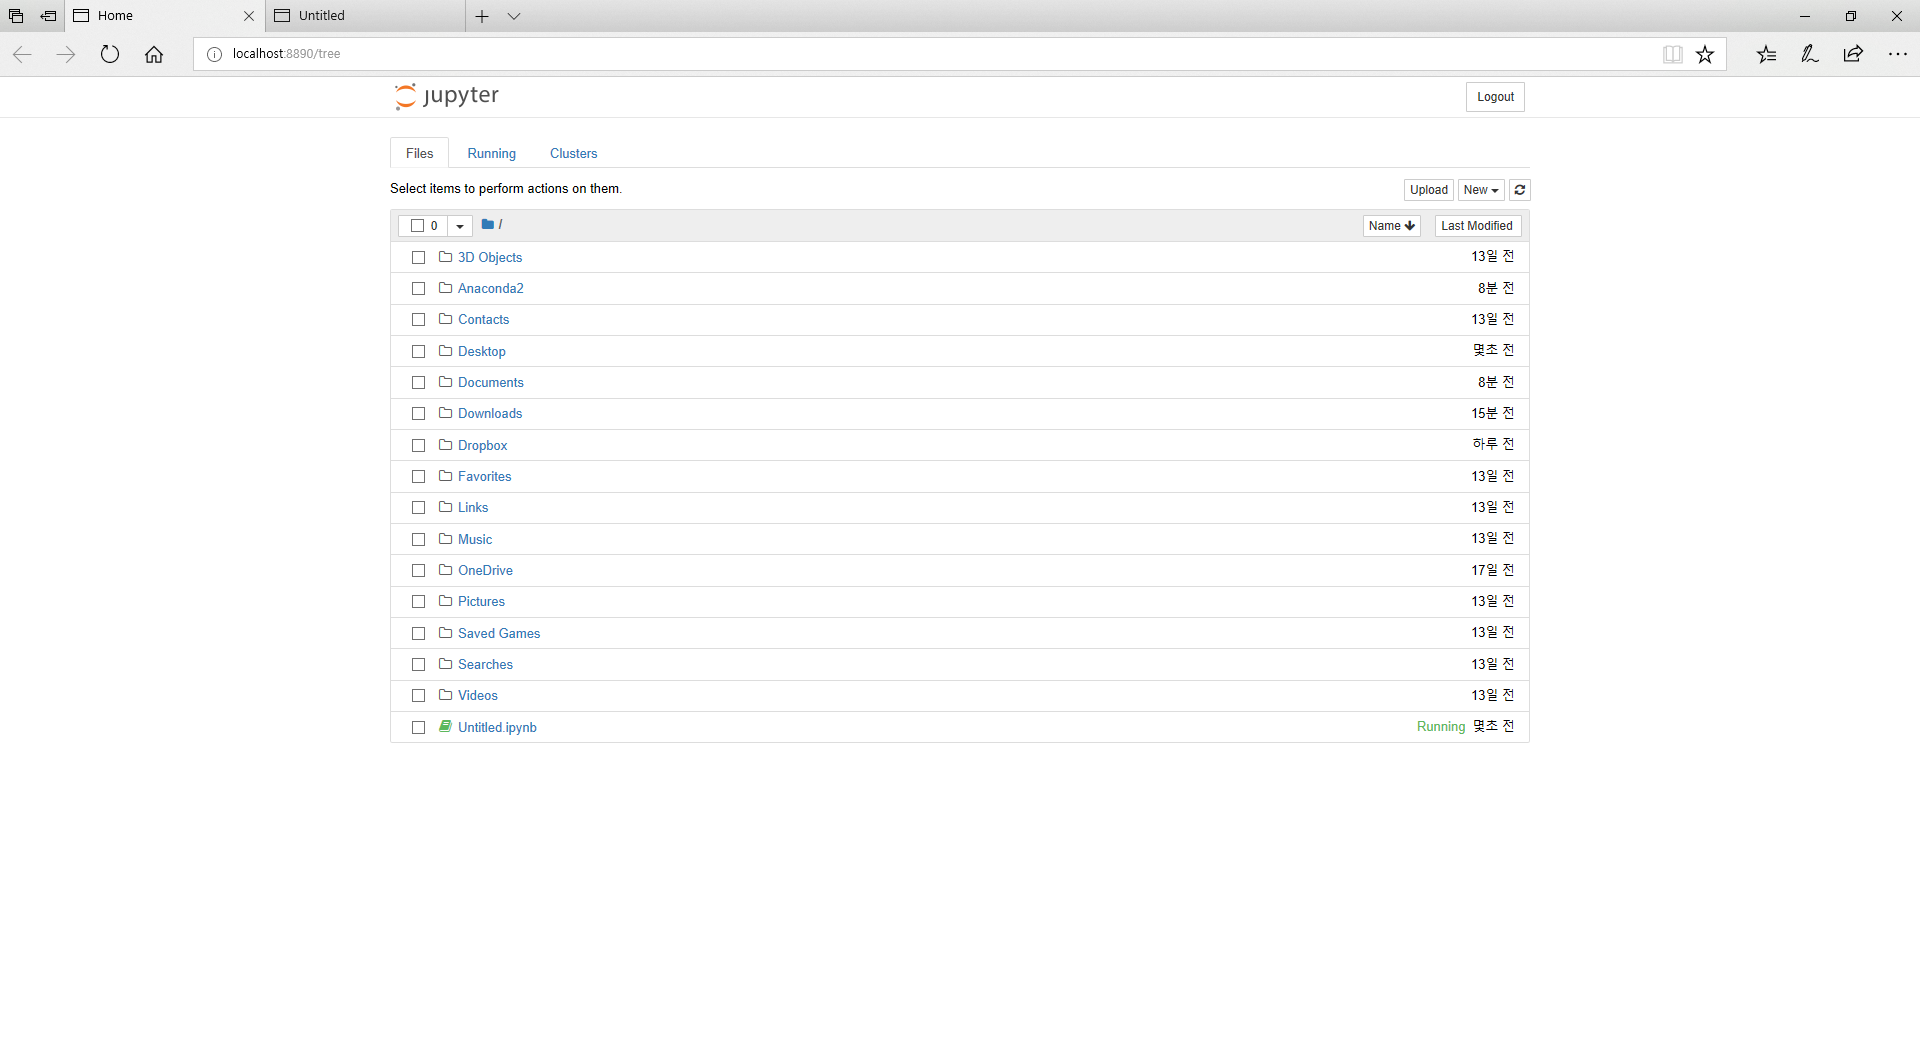 Home
Untitled
localhost:8890/tree
jupyter
Logout
Files Running Clusters
Select items to perform actions on them.
Upload New
0 / Name Last Modified
3D Objects 13일 전
Anaconda2 8분 전
Contacts 13일 전
Desktop 몇초 전
Documents 8분 전
Downloads 15분 전
Dropbox 하루 전
Favorites 13일 전
Links 13일 전
Music 13일 전
OneDrive 17일 전
Pictures 13일 전
Saved Games 13일 전
Searches 13일 전
Videos 13일 전
Untitled.ipynb Running 몇초 전